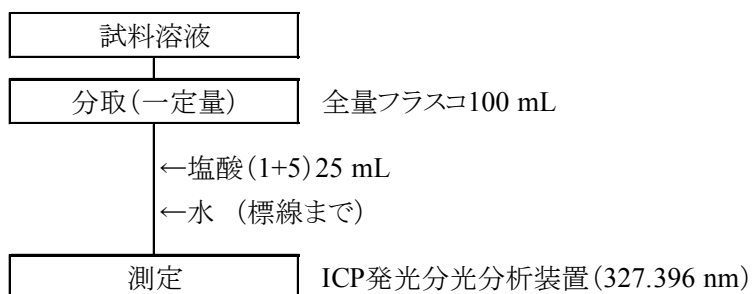 試料溶液
分取(一定量) 全量フラスコ100 mL
←塩酸(1+5)25 mL
←水 (標線まで)
測定 ICP発光分光分析装置(327.396 nm)